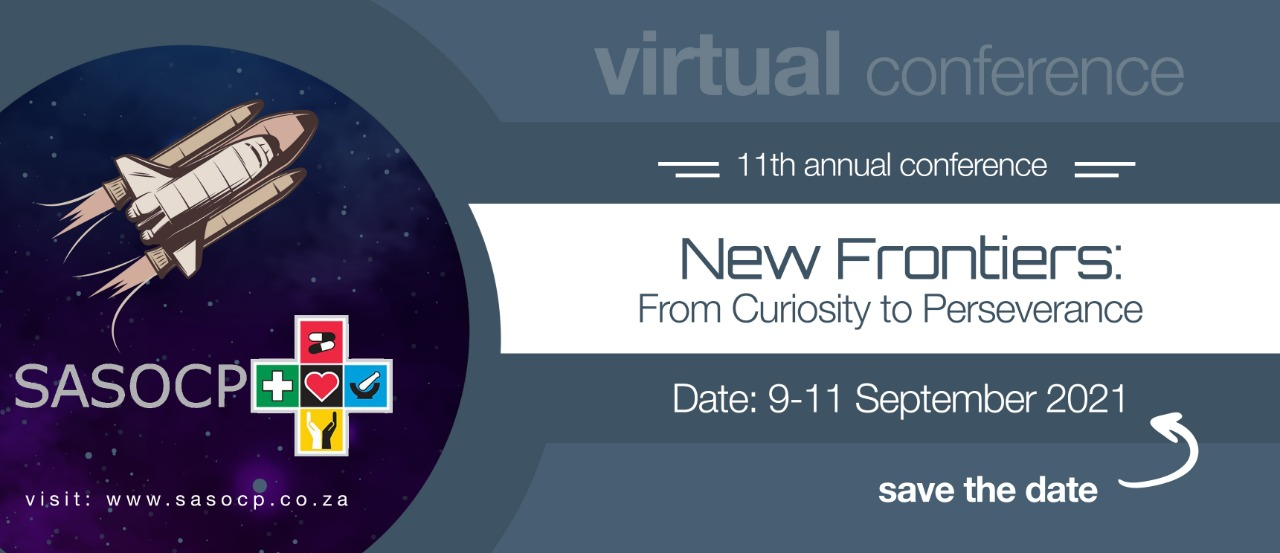 virtual conference
11th annual conference
New Frontiers:
From Curiosity to Perseverance
Date: 9-11 September 2021
save the date
SASOCP
visit: www.sasocp.co.za